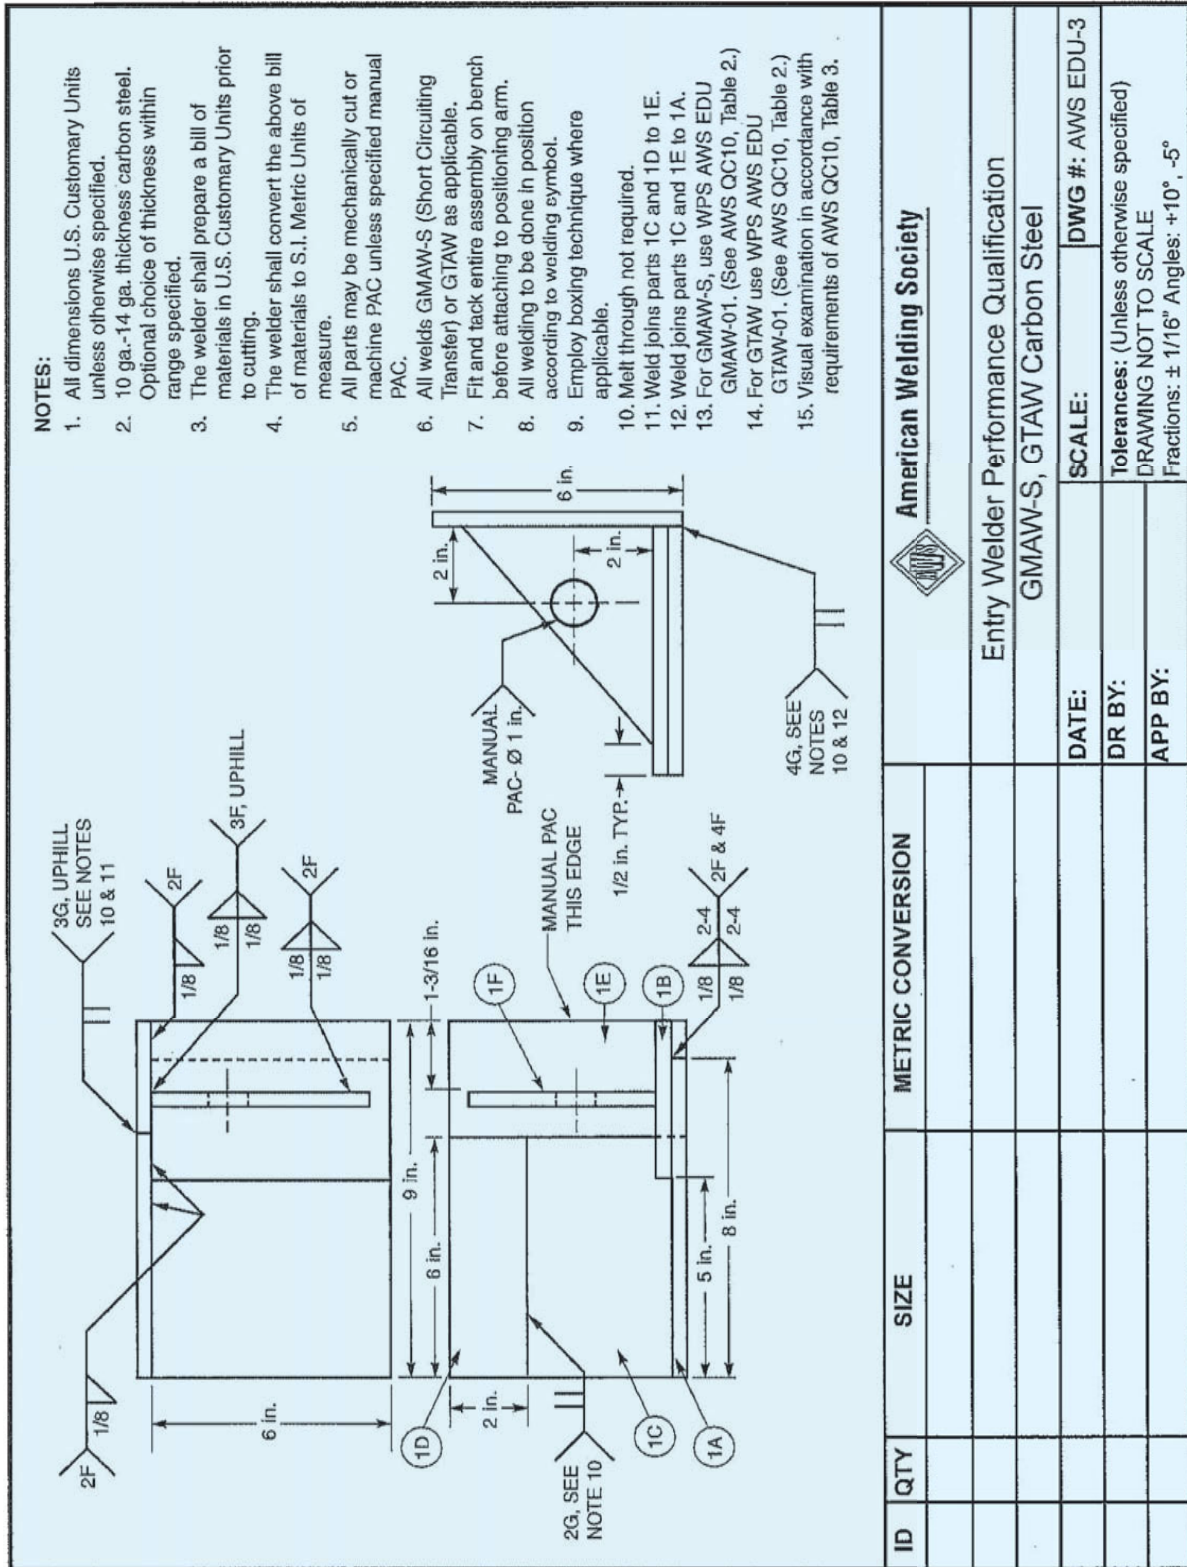 NOTES:
1. All dimensions U.S. Customary Units
unless otherwise specified.
2. 10 ga.-14 ga. thickness carbon steel.
Optional choice of thickness within
range specified.
3. The welder shall prepare a bill of
materials in U.S. Customary Units prior
to cutting.
4. The welder shall convert the above bill
of materials to S.I. Metric Units of
measure.
5. All parts may be mechanically cut or
machine PAC unless specified manual
PAC.
6. All welds GMAW-S (Short Circuiting
Transfer) or GTAW as applicable.
7. Fit and tack entire assembly on bench
before attaching to positioning arm.
8. All welding to be done in position
according to welding symbol.
9. Employ boxing technique where
applicable.
10. Melt through not required.
11. Weld joins parts 1C and 1D to 1E.
12. Weld joins parts 1C and 1E to 1A.
13. For GMAW-S, use WPS AWS EDU
GMAW-01. (See AWS QC10, Table 2.)
14. For GTAW use WPS AWS EDU
GTAW-01. (See AWS QC10, Table 2.)
15. Visual examination in accordance with
requirements of AWS QC10, Table 3.
2F
1/8
6 in.
3G, UPHILL
SEE NOTES
10 & 11
2F
1/8
3F, UPHILL
1/8
1/8
2F
1/8
1/8
9 in.
6 in.
1-3/16 in.
1D
2 in.
2G, SEE
NOTE 10
1C
1A
5 in.
8 in.
1F
1E
1B
MANUAL PAC
THIS EDGE
1/8 2-4
1/8 2-4
2F & 4F
MANUAL
PAC- Ø 1 in.
2 in.
2 in.
6 in.
1/2 in. TYP.
4G, SEE
NOTES
10 & 12
ID QTY SIZE METRIC CONVERSION
AWS
American Welding Society
Entry Welder Performance Qualification
GMAW-S, GTAW Carbon Steel
DATE: SCALE: DWG #: AWS EDU-3
DR BY:
APP BY:
Tolerances: (Unless otherwise specified)
DRAWING NOT TO SCALE
Fractions: ± 1/16" Angles: +10°, -5°